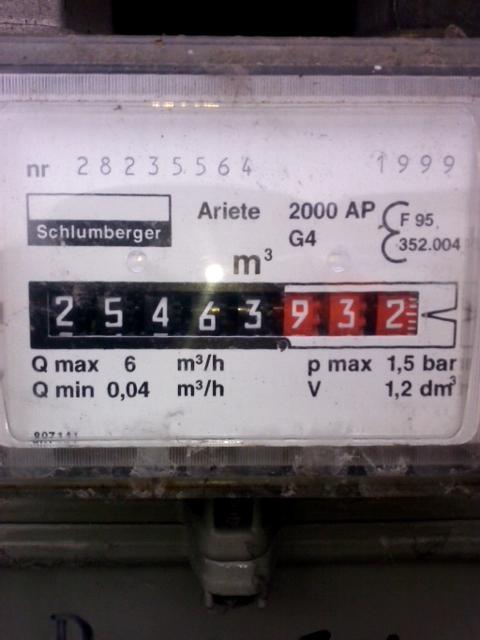 nr 28235564 1999
Schlumberger
Ariete 2000 AP
G4
F 95
352.004
m³
25463932
Q max 6 m³/h p max 1,5 bar
Q min 0,04 m³/h V 1,2 dm³